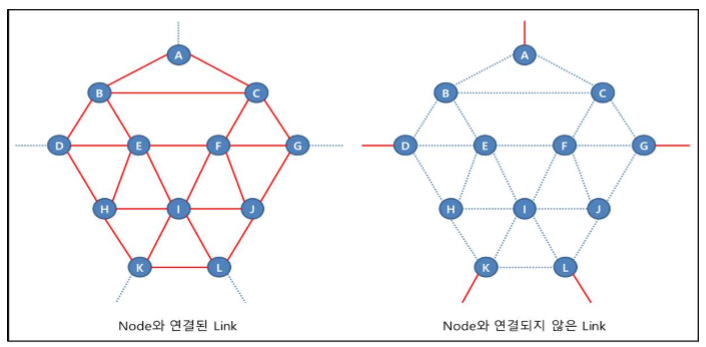 A A
B C B C
D E F G D E F G
H I J H I J
K L K L
Node와 연결된 Link Node와 연결되지 않은 Link